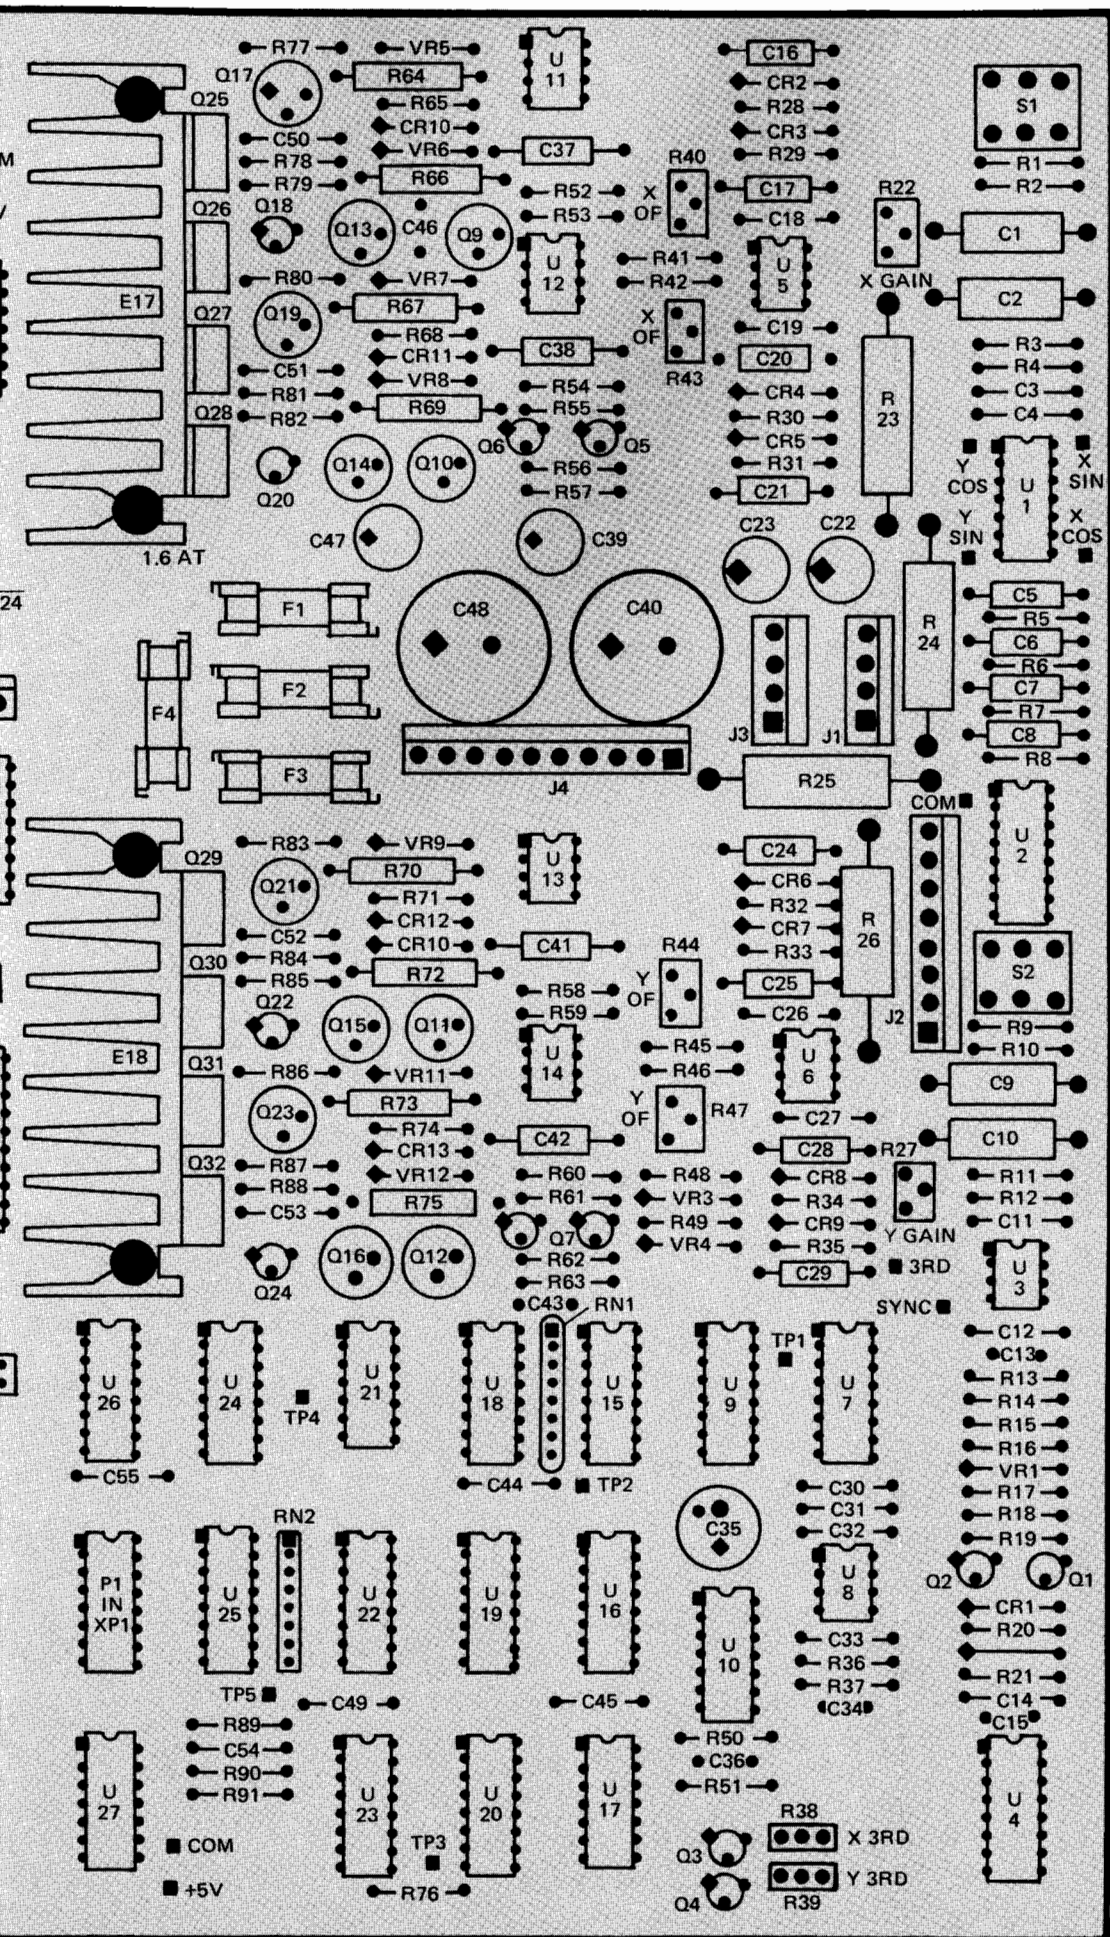 R77
VR5
U
11
C16
Q17
R64
CR2
Q25
R65
R28
S1
CR10
CR3
C50
VR6
C37
R29
R1
M
R78
R66
R40
R2
R79
R52
X
OF
C17
R22
Q26
Q18
Q13
C46
Q9
R53
C18
C1
U
12
R41
U
5
R80
VR7
R42
X GAIN
E17
R67
C2
Q27
Q19
R68
X
OF
C19
CR11
C38
C20
R3
C51
VR8
R43
R4
R81
R69
R54
CR4
R
23
C3
Q28
R82
R55
R30
C4
Q6
Q5
CR5
Q14
Q10
R56
R31
Y
COS
U
1
X
SIN
Q20
R57
C21
C47
C39
C23
C22
Y
SIN
X
COS
1.6 AT
24
F1
C48
C40
R
24
C5
R5
C6
R6
F2
C7
F4
R7
J3
J1
C8
F3
R8
J4
R25
COM
R83
VR9
U
13
C24
U
2
Q29
R70
Q21
R71
CR6
CR12
R32
C52
CR10
C41
CR7
R
26
R84
R44
R33
Q30
R72
S2
R85
R58
Y
OF
C25
Q22
Q15
Q11
R59
C26
J2
R9
E18
U
14
R45
U
6
R10
Q31
R86
VR11
R46
C9
Q23
R73
Y
OF
R47
R74
C27
C42
C10
Q32
R87
CR13
C28
R27
R88
VR12
R60
R48
CR8
R11
C53
R75
R61
VR3
R34
R12
Q7
R49
CR9
C11
Q16
Q12
R62
VR4
R35
Y GAIN
Q24
R63
C29
3RD
U
3
C43
RN1
SYNC
TP1
C12
C13
U
26
U
24
U
21
U
18
U
15
U
9
U
7
R13
TP4
R14
R15
R16
C55
C44
TP2
C30
VR1
RN2
C31
R17
C35
C32
R18
R19
P1
IN
XP1
U
25
U
22
U
19
U
16
U
8
Q2
Q1
CR1
U
10
C33
R20
R36
TP5
C49
C45
R37
R21
C34
C14
R89
R50
C15
C54
C36
R90
R51
U
27
R91
U
23
U
20
U
17
U
4
R38
COM
TP3
Q3
X 3RD
+5V
R76
Q4
Y 3RD
R39